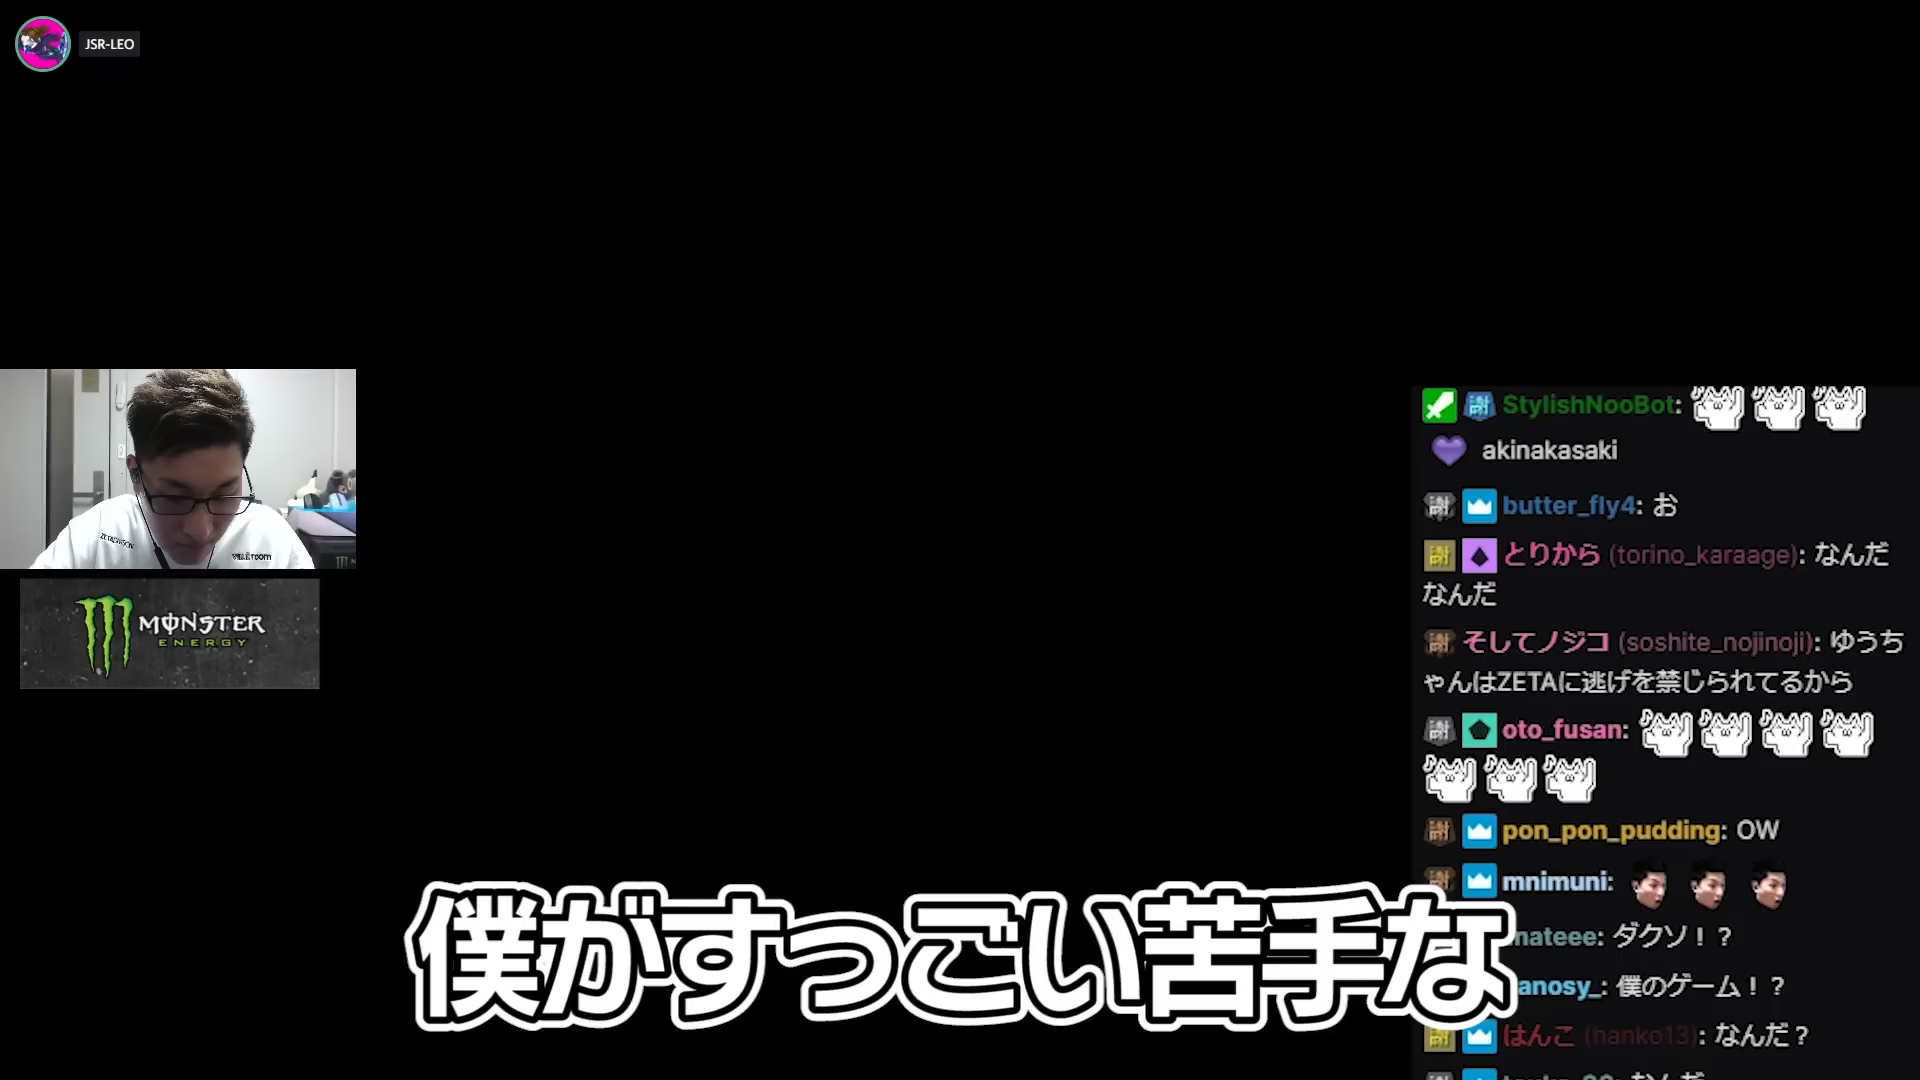 JSR-LEO
MONSTER
ENERGY
StylishNooBot:
akinakasaki
butter_fly4: お
とりから (torino_karaage): なんだ
なんだ
そしてノジコ (soshite_nojinoji): ゆうち
ゃんはZETAに逃げを禁じられてるから
oto_fusan:
pon_pon_pudding: OW
mnimuni:
mateee: ダクソ！？
anosy_: 僕のゲーム！？
はんこ (hanko13): なんだ？
僕がすっごい苦手な